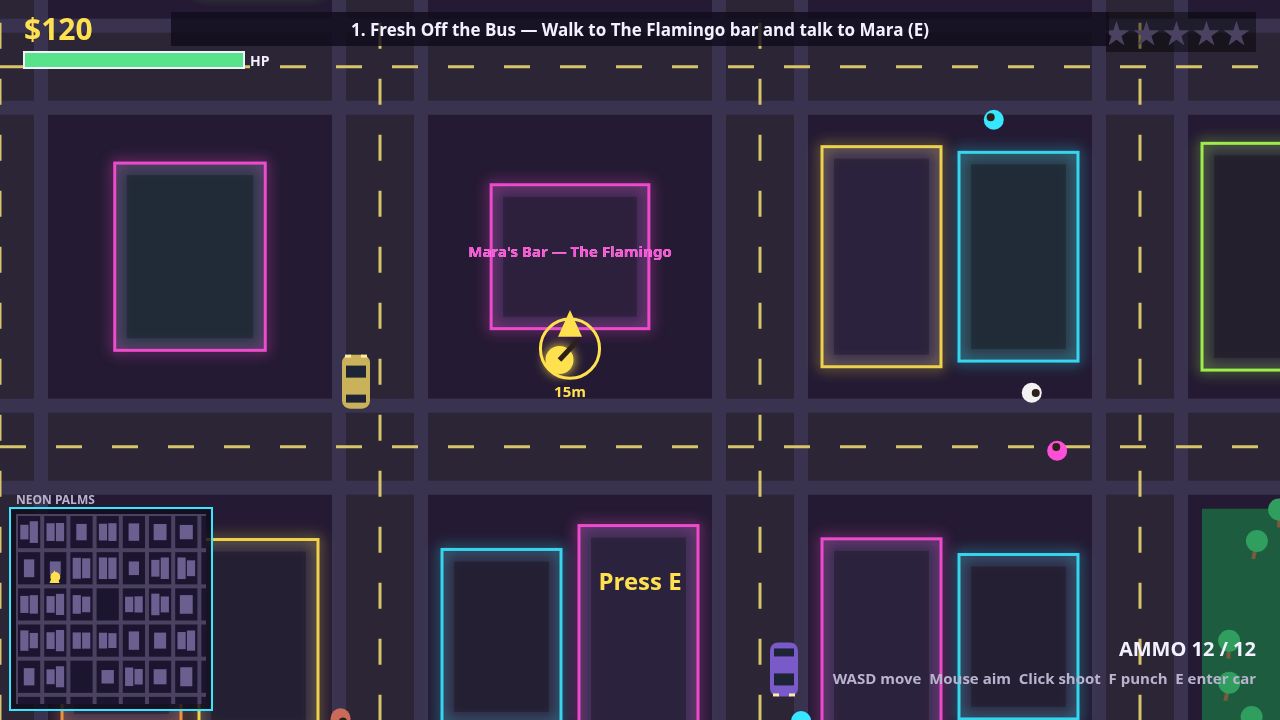 $120
1. Fresh Off the Bus — Walk to The Flamingo bar and talk to Mara (E)
HP
Mara's Bar — The Flamingo
15m
NEON PALMS
Press E
AMMO 12 / 12
WASD move  Mouse aim  Click shoot  F punch  E enter car